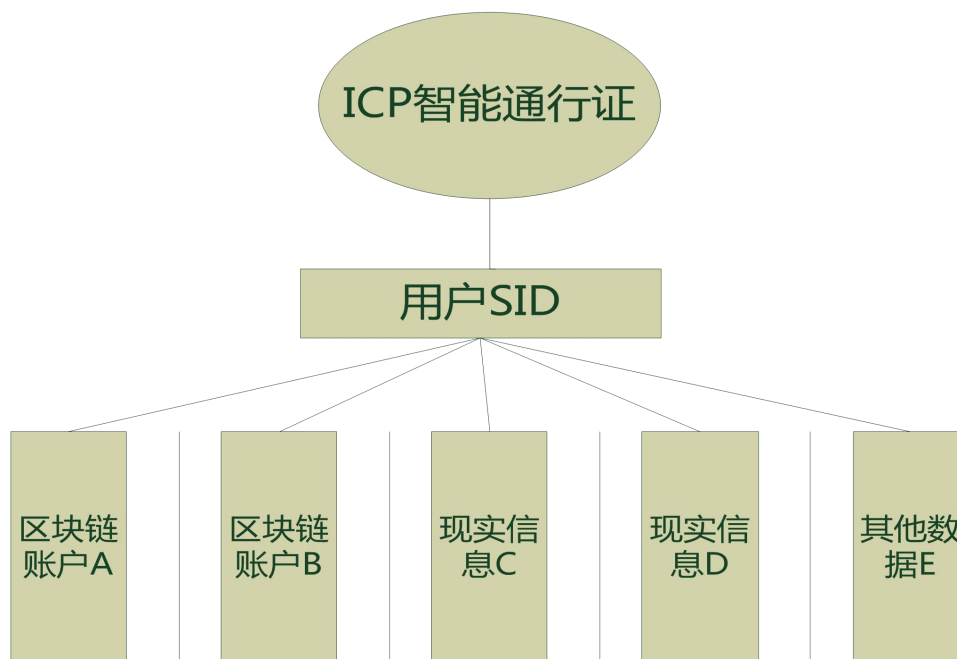 ICP智能通行证
用户SID
区块链
账户A
区块链
账户B
现实信
息C
现实信
息D
其他数
据E